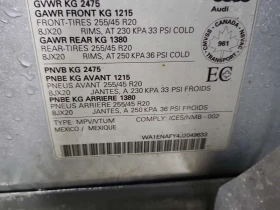 GVWR KG 2475
GAWR FRONT KG 1215
FRONT-TIRES 255/45 R20
8JX20 RIMS, AT 230 KPA 33 PSI COLD
GAWR REAR KG 1380
REAR-TIRES 255/45 R20
8JX20 RIMS, AT 250 KPA 36 PSI COLD
Audi
CANADA
961
TRANSPORT
PNVB KG 2475
PNBE KG AVANT 1215
PNEUS AVANT 255/45 R20
8JX20 JANTES, A 230 KPA 33 PSI FROIDS
PNBE KG ARRIERE 1380
PNEUS ARRIERE 255/45 R20
8JX20 JANTES, A 250 KPA 36 PSI FROIDS
EC
TYPE: MPV/VTUM
COMPLY: ICES/NMB-002
MEXICO / MEXIQUE